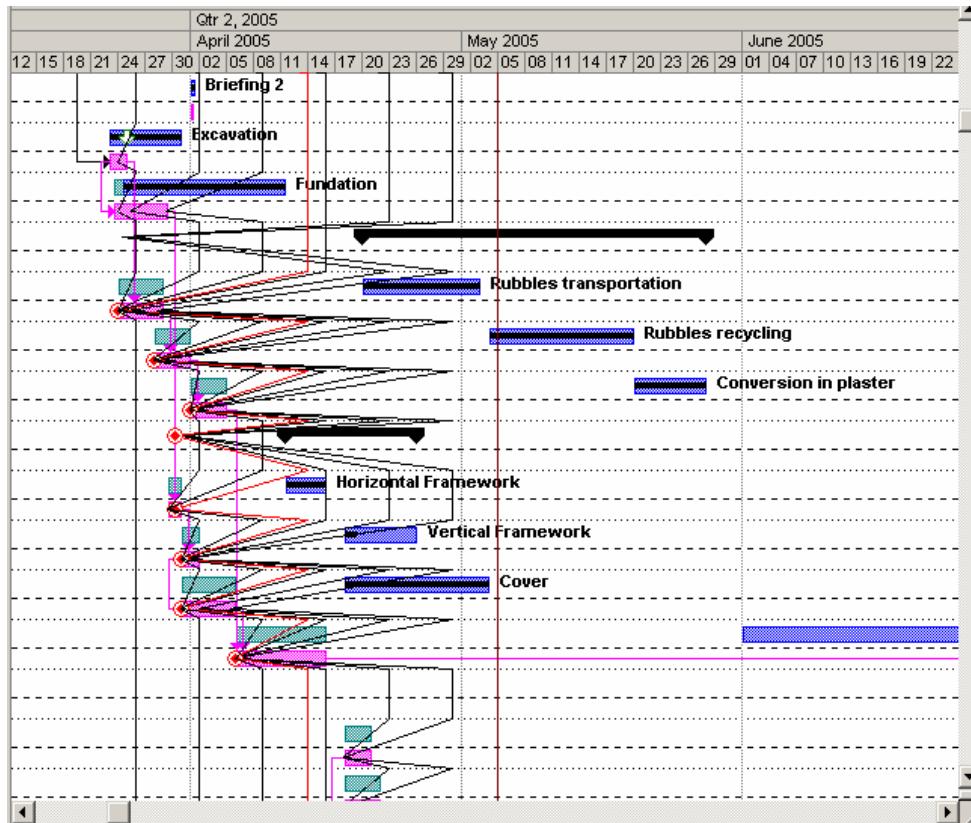 Qtr 2, 2005
April 2005 May 2005 June 2005
12 15 18 21 24 27 30 02 05 08 11 14 17 20 23 26 29 02 05 08 11 14 17 20 23 26 29 01 04 07 10 13 16 19 22
Briefing 2
Excavation
Fundation
Rubbles transportation
Rubbles recycling
Conversion in plaster
Horizontal Framework
Vertical Framework
Cover